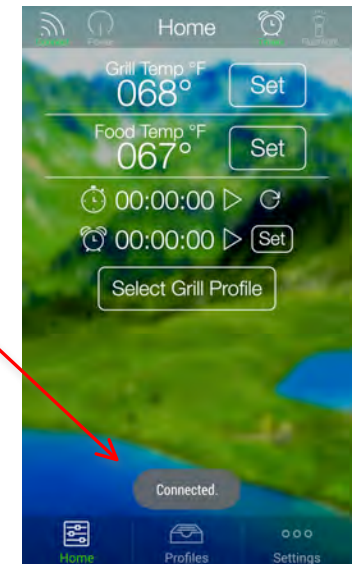 Home
Grill Temp °F
068°
Set
Food Temp °F
067°
Set
00:00:00
00:00:00
Set
Select Grill Profile
Connected.
Home
Profiles
Settings